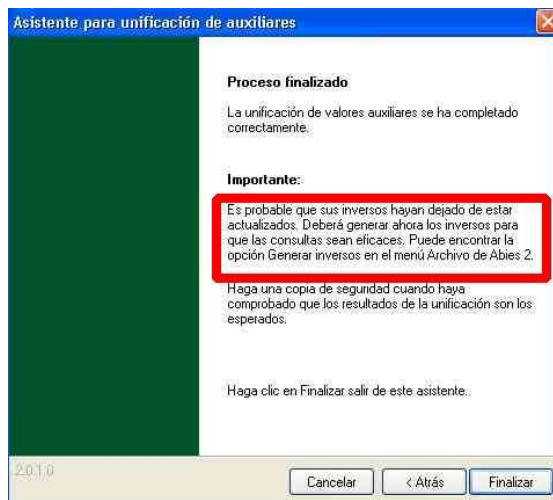 Asistente para unificación de auxiliares
Proceso finalizado
La unificación de valores auxiliares se ha completado
correctamente.
Importante:
Es probable que sus inversos hayan dejado de estar
actualizados. Deberá generar ahora los inversos para
que las consultas sean eficaces. Puede encontrar la
opción Generar inversos en el menú Archivo de Abies 2.
Haga una copia de seguridad cuando haya
comprobado que los resultados de la unificación son los
esperados.
Haga clic en Finalizar salir de este asistente.
2.0.1.0
Cancelar
< Atrás
Finalizar